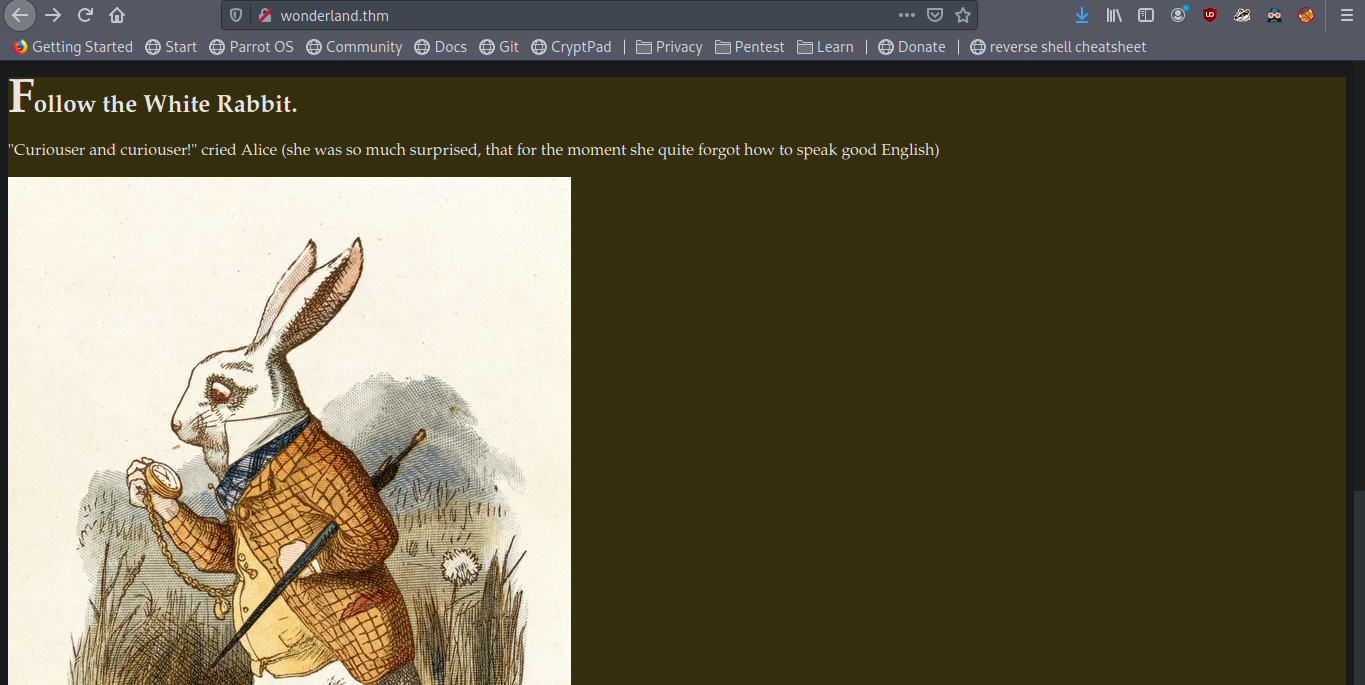 wonderland.thm
Getting Started Start Parrot OS Community Docs Git CryptPad Privacy Pentest Learn Donate reverse shell cheatsheet
Follow the White Rabbit.
"Curiouser and curiouser!" cried Alice (she was so much surprised, that for the moment she quite forgot how to speak good English)